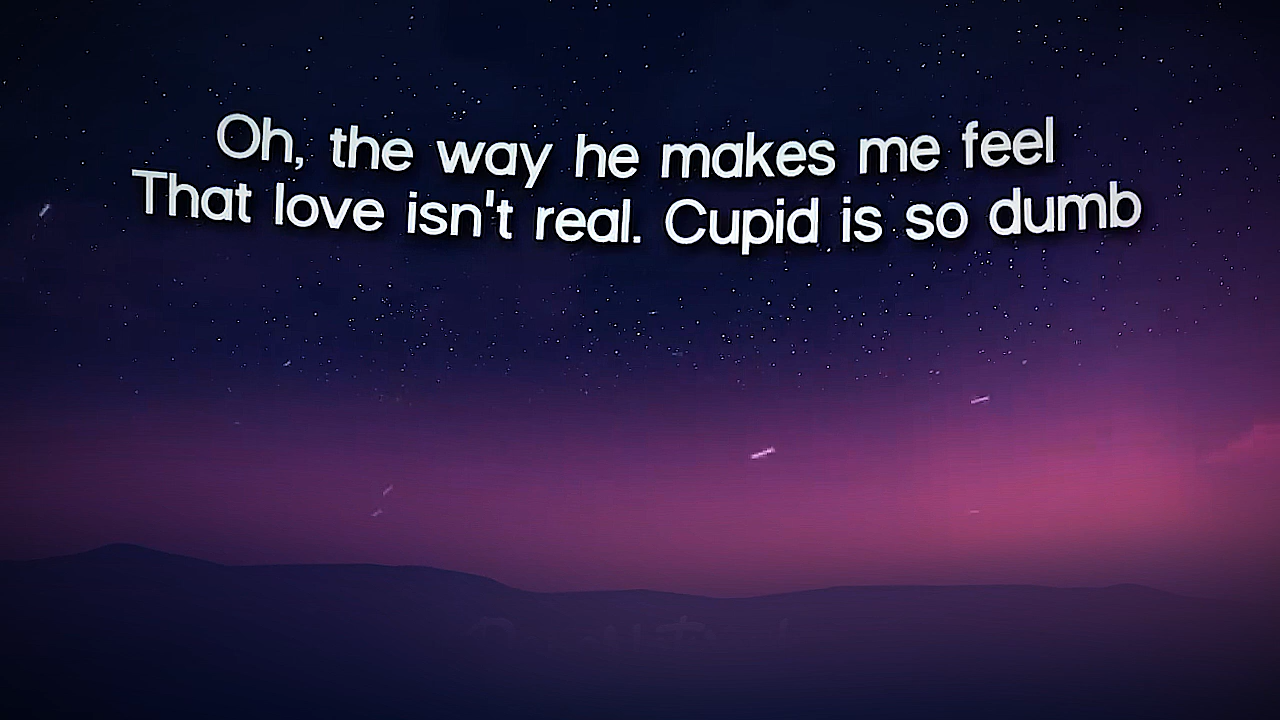 Oh, the way he makes me feel
That love isn't real. Cupid is so dumb